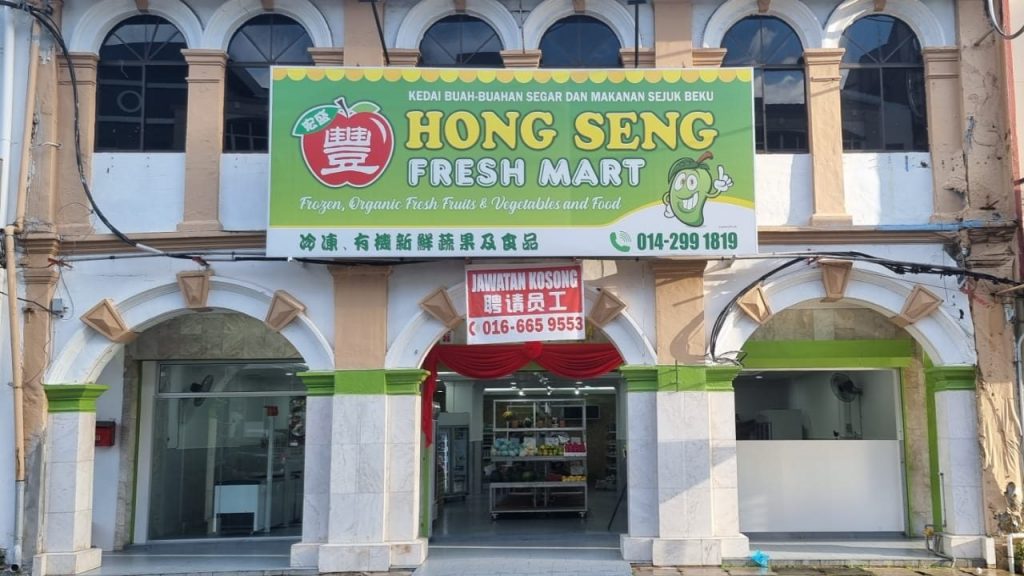 KEDAI BUAH-BUAHAN SEGAR DAN MAKANAN SEJUK BEKU
宏盛
豐
HONG SENG
FRESH MART
Frozen, Organic Fresh Fruits & Vegetables and Food
冷凍、有機新鮮蔬果及食品
014-299 1819
JAWATAN KOSONG
聘请员工
016-665 9553